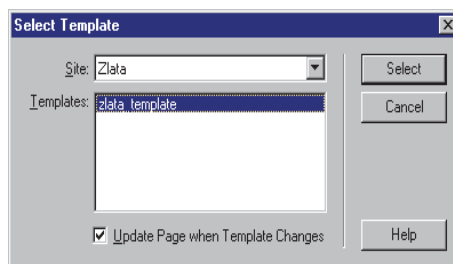 Select Template
Site: Zlata Select
Templates: zlata_template Cancel
Update Page when Template Changes Help